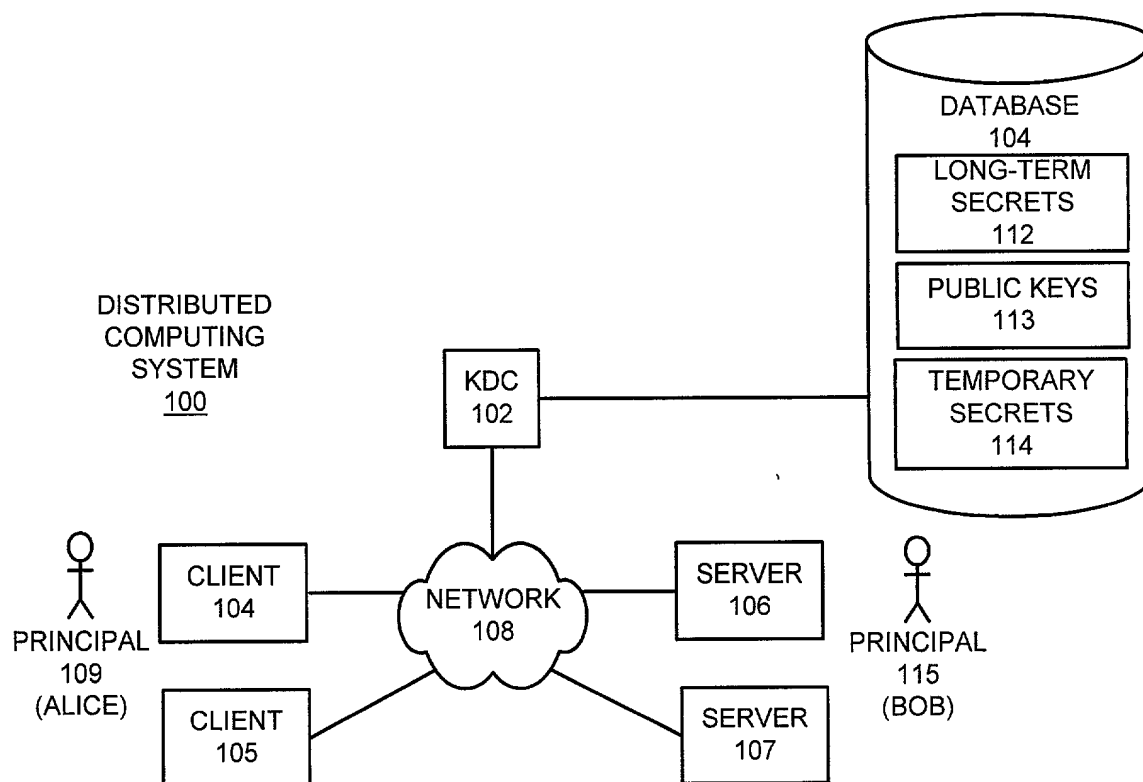 DATABASE
104
LONG-TERM
SECRETS
112
PUBLIC KEYS
113
TEMPORARY
SECRETS
114
DISTRIBUTED
COMPUTING
SYSTEM
100
KDC
102
PRINCIPAL
109
(ALICE)
CLIENT
104
CLIENT
105
NETWORK
108
SERVER
106
SERVER
107
PRINCIPAL
115
(BOB)